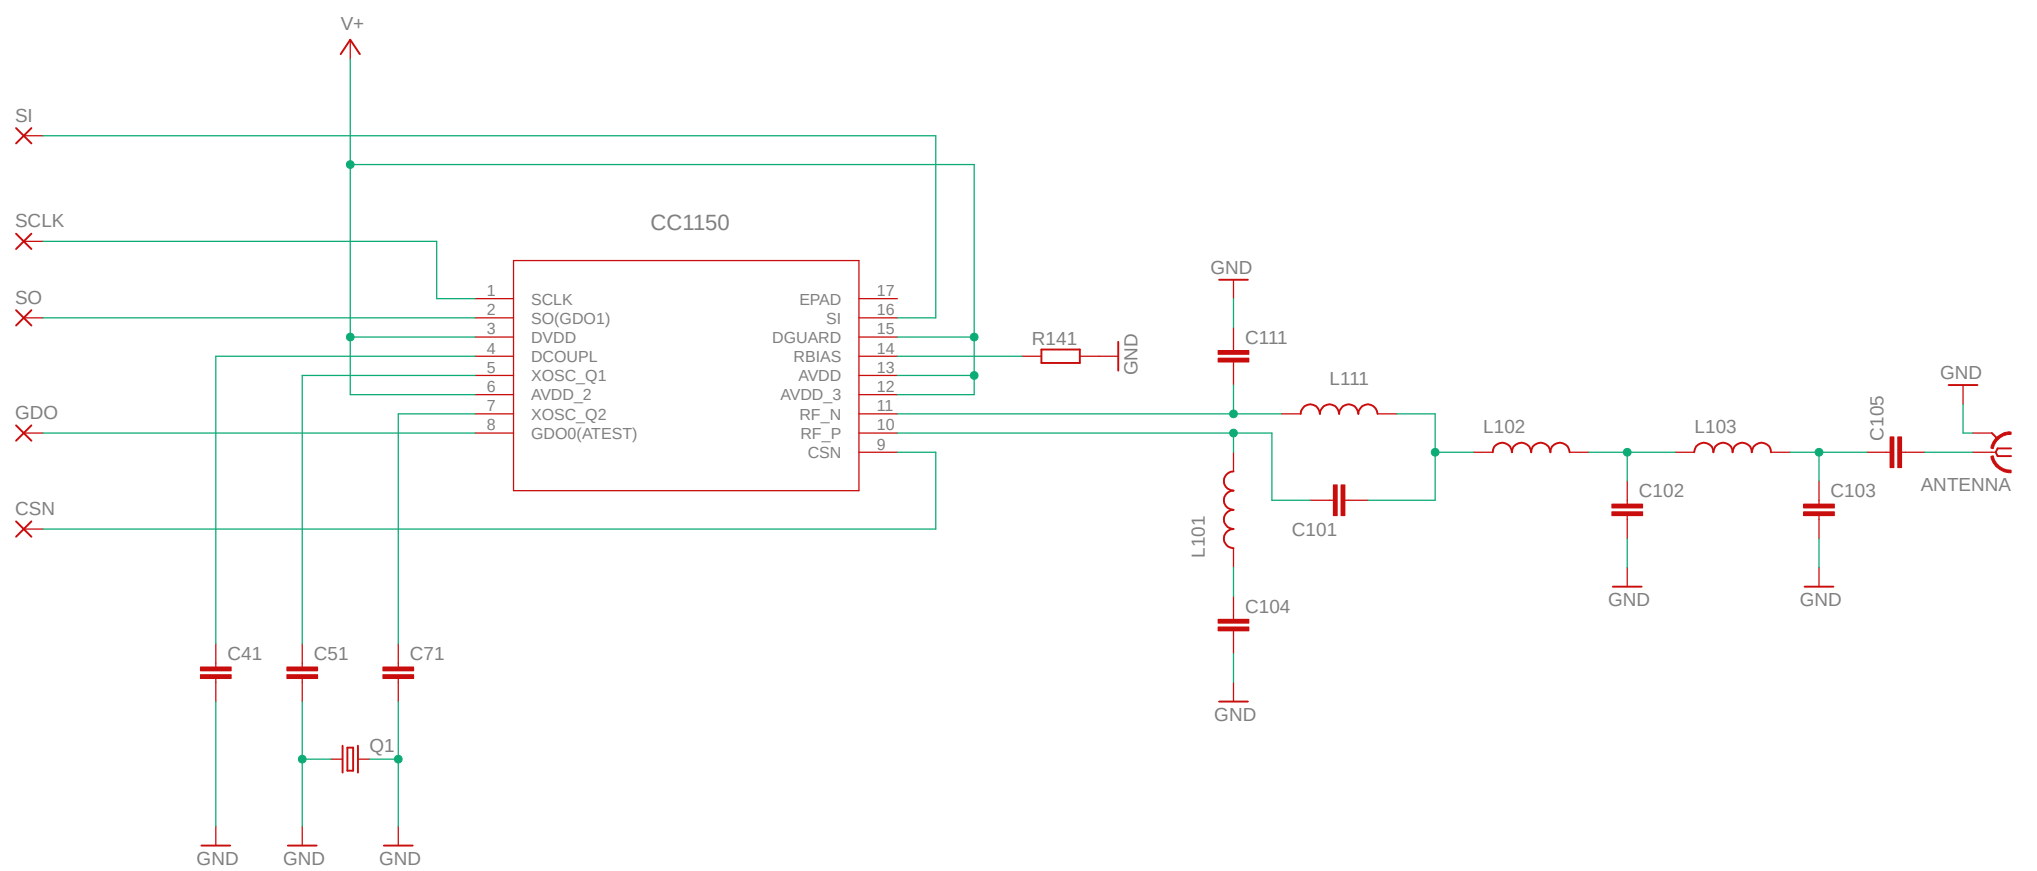 V+
SI
SCLK
CC1150
SO
GDO
CSN
1 SCLK
2 SO(GDO1)
3 DVDD
4 DCOUPL
5 XOSC_Q1
6 AVDD_2
7 XOSC_Q2
8 GDO0(ATEST)
EPAD 17
SI 16
DGUARD 15
RBIAS 14
AVDD 13
AVDD_3 12
RF_N 11
RF_P 10
CSN 9
R141
GND
GND
C111
L111
L101
C101
C104
GND
L102
C102
GND
L103
C103
GND
C105
GND
ANTENNA
C41
C51
C71
Q1
GND
GND
GND